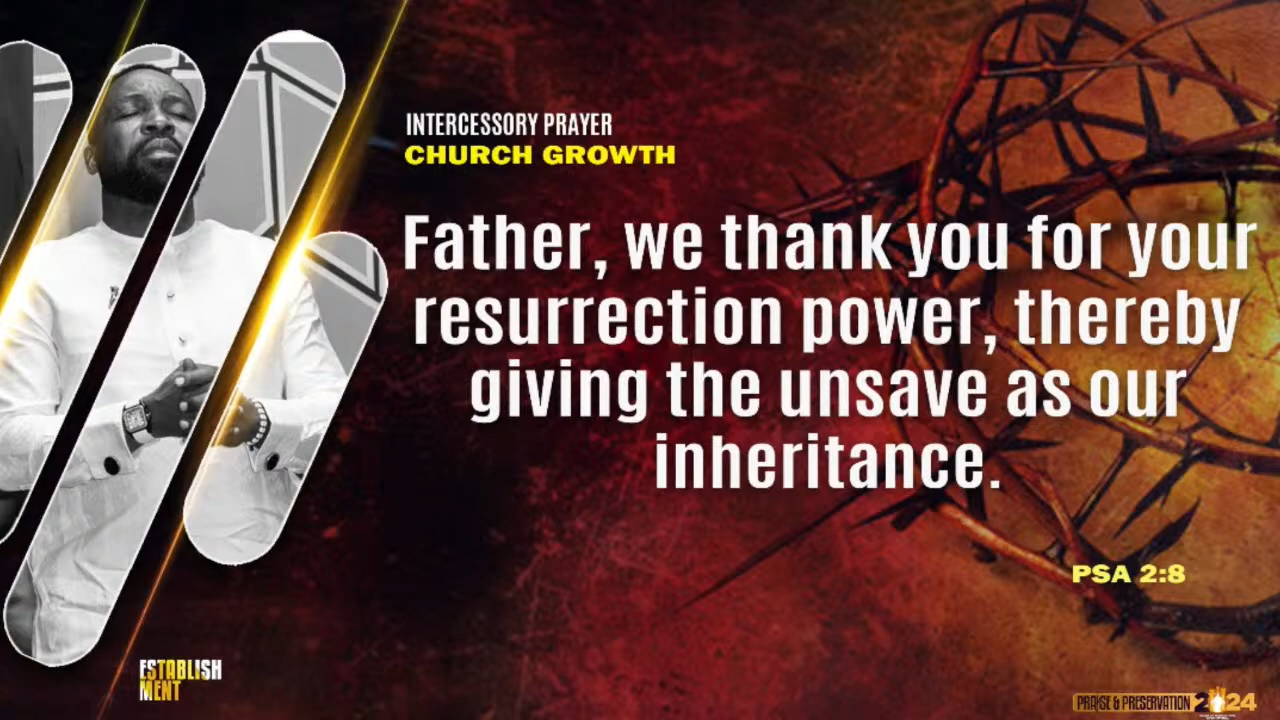 INTERCESSORY PRAYER
CHURCH GROWTH
Father, we thank you for your
resurrection power, thereby
giving the unsave as our
inheritance.
PSA 2:8
ESTABLISH
MENT
PRAISE & PRESERVATION 2024